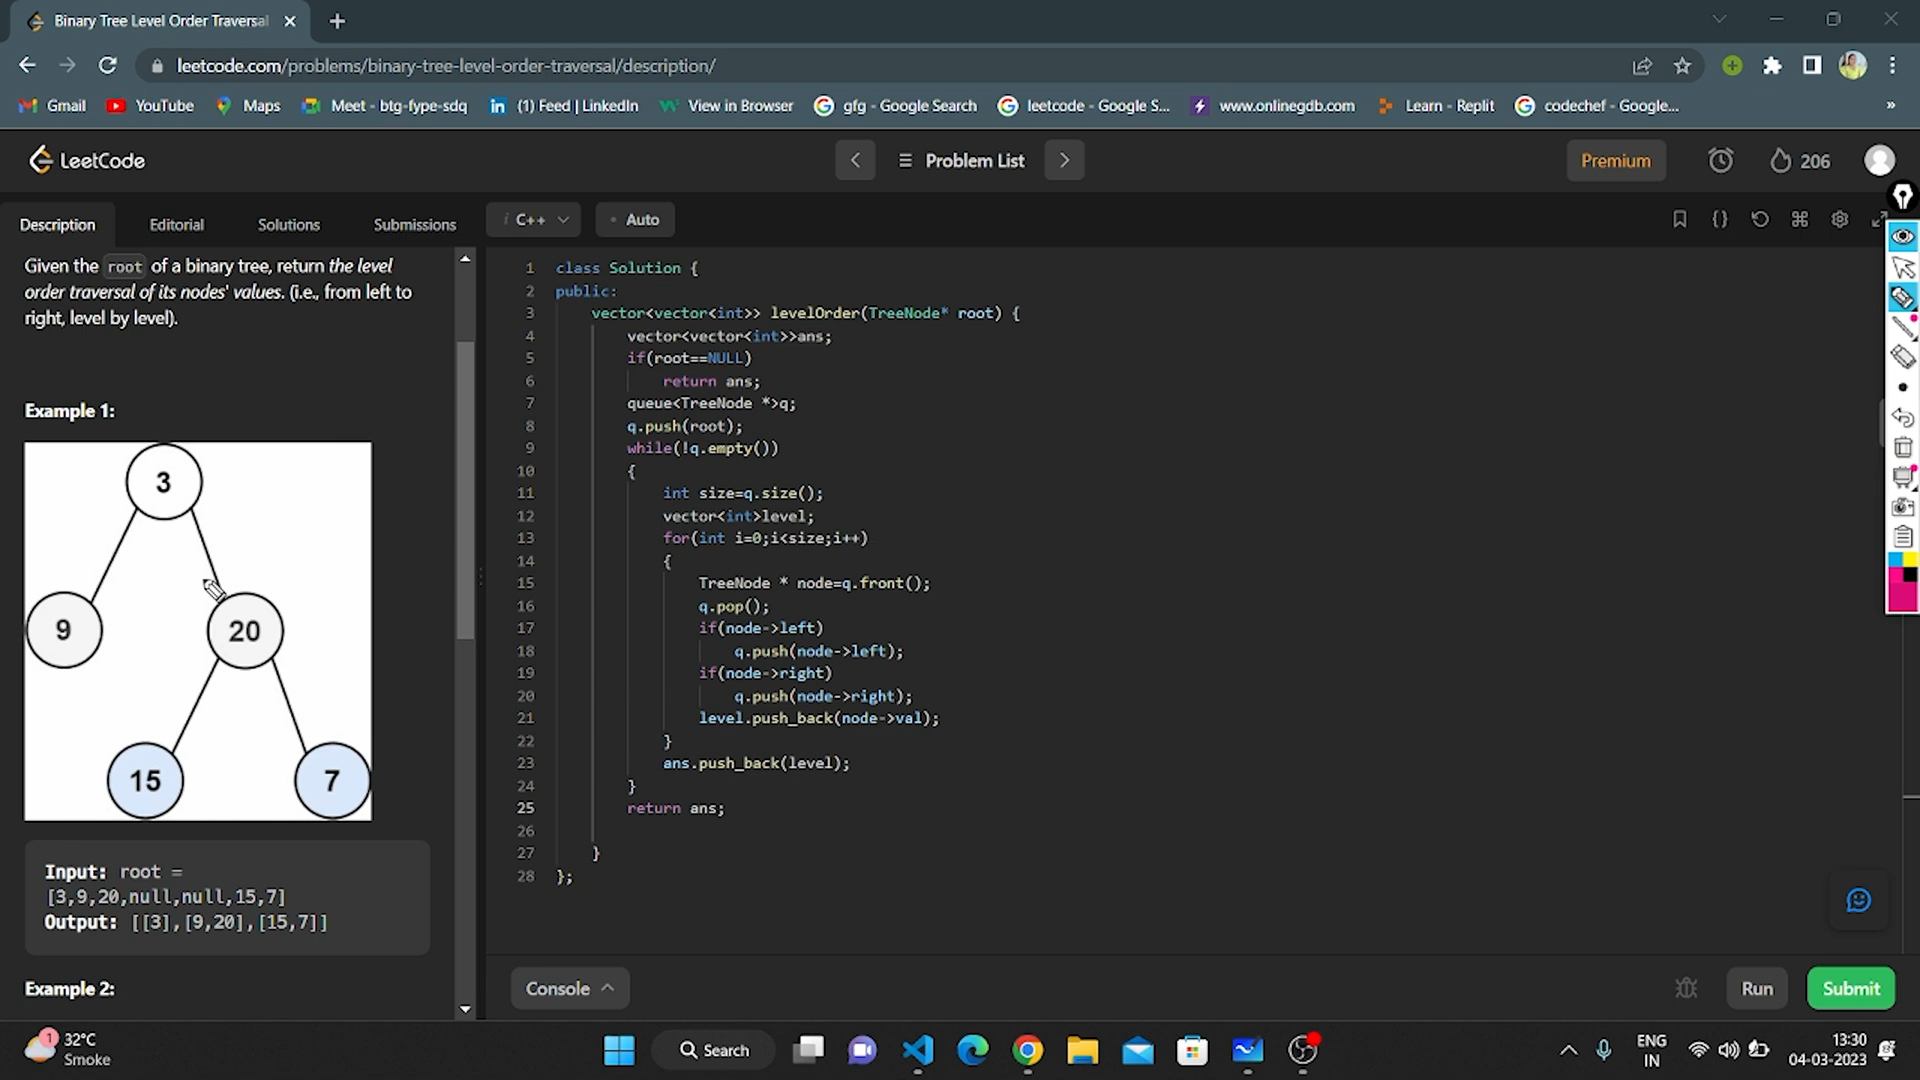 Binary Tree Level Order Traversal
leetcode.com/problems/binary-tree-level-order-traversal/description/
Gmail YouTube Maps Meet - btg-fype-sdq (1) Feed | LinkedIn View in Browser gfg - Google Search leetcode - Google S... www.onlinegdb.com Learn - Replit codechef - Google... »
LeetCode Problem List Premium 206
Description Editorial Solutions Submissions C++ Auto
Given the root of a binary tree, return the level
order traversal of its nodes' values. (i.e., from left to
right, level by level).
Example 1:
3
9 20
15 7
Input: root =
[3,9,20,null,null,15,7]
Output: [[3],[9,20],[15,7]]
Example 2:
1 class Solution {
2 public:
3 vector<vector<int>> levelOrder(TreeNode* root) {
4 vector<vector<int>>ans;
5 if(root==NULL)
6 return ans;
7 queue<TreeNode *>q;
8 q.push(root);
9 while(!q.empty())
10 {
11 int size=q.size();
12 vector<int>level;
13 for(int i=0;i<size;i++)
14 {
15 TreeNode * node=q.front();
16 q.pop();
17 if(node->left)
18 q.push(node->left);
19 if(node->right)
20 q.push(node->right);
21 level.push_back(node->val);
22 }
23 ans.push_back(level);
24 }
25 return ans;
26
27 }
28 };
Console Run Submit
1 32°C
Smoke
Search
ENG
IN
13:30
04-03-2023